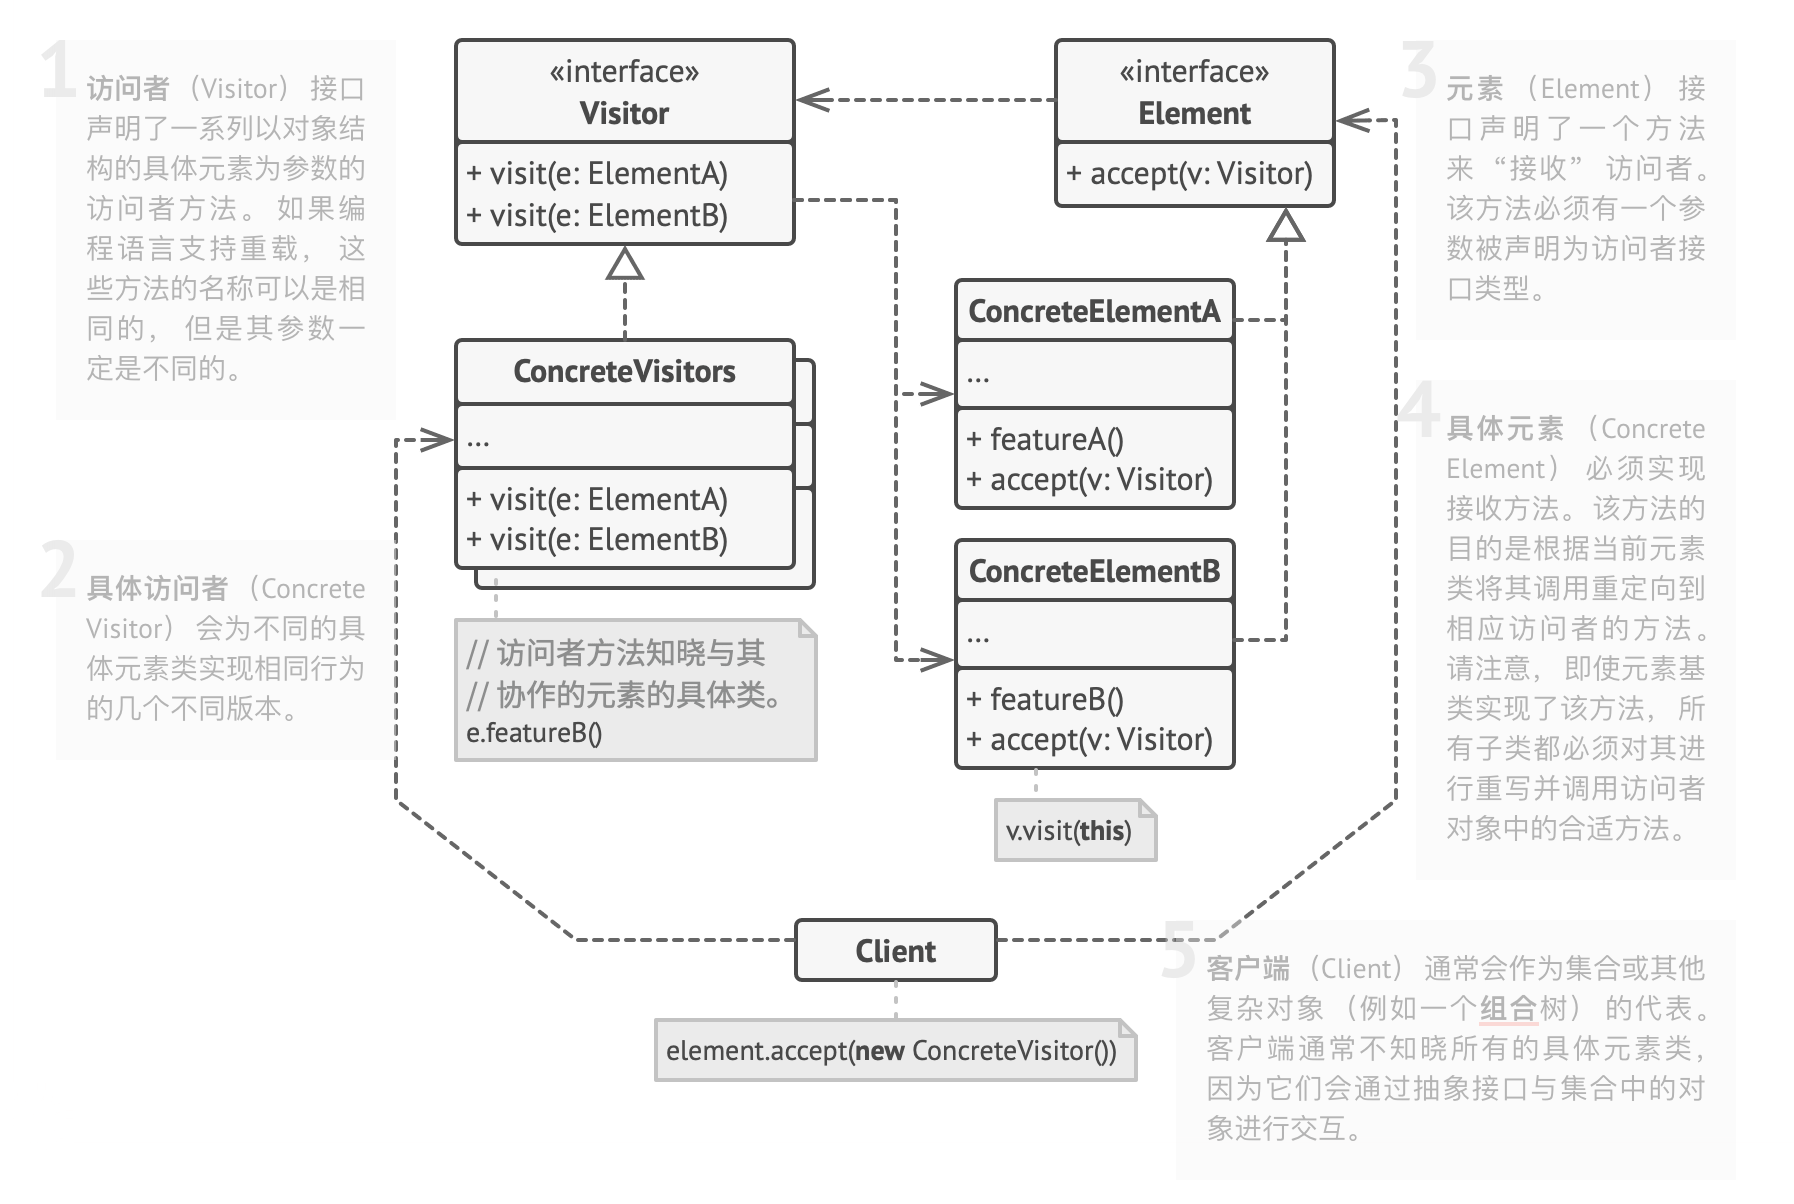 1
访问者 （Visitor） 接口
声明了一系列以对象结
构的具体元素为参数的
访问者方法。 如果编
程语言支持重载， 这
些方法的名称可以是相
同的， 但是其参数一
定是不同的。
2
具体访问者 （Concrete
Visitor） 会为不同的具
体元素类实现相同行为
的几个不同版本。
«interface»
Visitor
+ visit(e: ElementA)
+ visit(e: ElementB)
ConcreteVisitors
...
+ visit(e: ElementA)
+ visit(e: ElementB)
// 访问者方法知晓与其
// 协作的元素的具体类。
e.featureB()
«interface»
Element
+ accept(v: Visitor)
ConcreteElementA
...
+ featureA()
+ accept(v: Visitor)
ConcreteElementB
...
+ featureB()
+ accept(v: Visitor)
v.visit(this)
Client
element.accept(new ConcreteVisitor())
3
元素 （Element） 接
口声明了一个方法
来 “接收” 访问者。
该方法必须有一个参
数被声明为访问者接
口类型。
4
具体元素 （Concrete
Element） 必须实现
接收方法。 该方法的
目的是根据当前元素
类将其调用重定向到
相应访问者的方法。
请注意， 即使元素基
类实现了该方法， 所
有子类都必须对其进
行重写并调用访问者
对象中的合适方法。
5
客户端 （Client） 通常会作为集合或其他
复杂对象 （例如一个组合树） 的代表。
客户端通常不知晓所有的具体元素类，
因为它们会通过抽象接口与集合中的对
象进行交互。